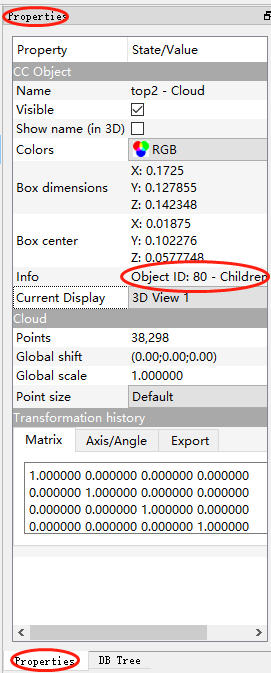 Properties
Property State/Value
CC Object
Name top2 - Cloud
Visible
Show name (in 3D)
Colors RGB
Box dimensions X: 0.1725
Y: 0.127855
Z: 0.142348
Box center X: 0.01875
Y: 0.102276
Z: 0.0577748
Info Object ID: 80 - Children
Current Display 3D View 1
Cloud
Points 38,298
Global shift (0.00;0.00;0.00)
Global scale 1.000000
Point size Default
Transformation history
Matrix Axis/Angle Export
1.000000 0.000000 0.000000 0.000000
0.000000 1.000000 0.000000 0.000000
0.000000 0.000000 1.000000 0.000000
0.000000 0.000000 0.000000 1.000000
Properties DB Tree